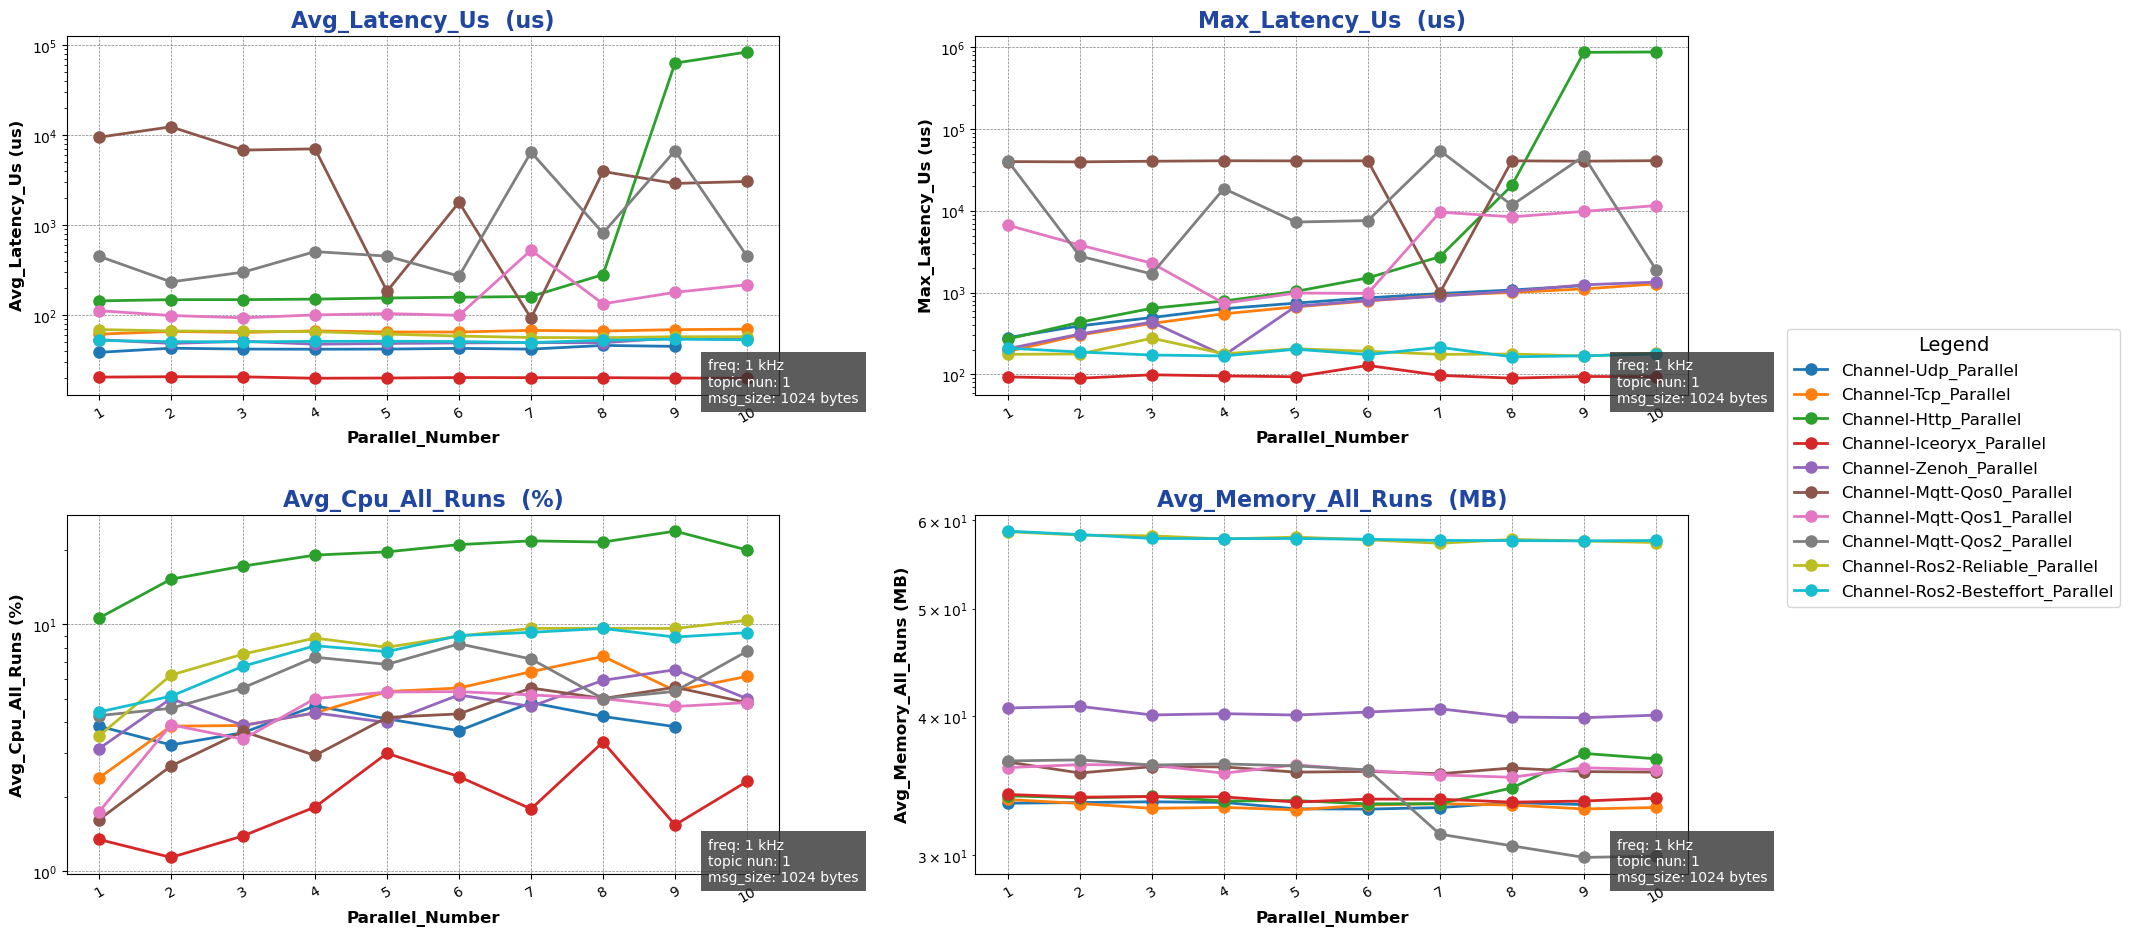 Avg_Latency_Us  (us)
Avg_Latency_Us (us)
10^5
10^4
10^3
10^2
1 2 3 4 5 6 7 8 9 10
Parallel_Number
freq: 1 kHz
topic nun: 1
msg_size: 1024 bytes
Max_Latency_Us  (us)
Max_Latency_Us (us)
10^6
10^5
10^4
10^3
10^2
1 2 3 4 5 6 7 8 9 10
Parallel_Number
freq: 1 kHz
topic nun: 1
msg_size: 1024 bytes
Legend
Channel-Udp_Parallel
Channel-Tcp_Parallel
Channel-Http_Parallel
Channel-Iceoryx_Parallel
Channel-Zenoh_Parallel
Channel-Mqtt-Qos0_Parallel
Channel-Mqtt-Qos1_Parallel
Channel-Mqtt-Qos2_Parallel
Channel-Ros2-Reliable_Parallel
Channel-Ros2-Besteffort_Parallel
Avg_Cpu_All_Runs  (%)
Avg_Cpu_All_Runs (%)
10^1
10^0
1 2 3 4 5 6 7 8 9 10
Parallel_Number
freq: 1 kHz
topic nun: 1
msg_size: 1024 bytes
Avg_Memory_All_Runs  (MB)
Avg_Memory_All_Runs (MB)
6 × 10^1
5 × 10^1
4 × 10^1
3 × 10^1
1 2 3 4 5 6 7 8 9 10
Parallel_Number
freq: 1 kHz
topic nun: 1
msg_size: 1024 bytes